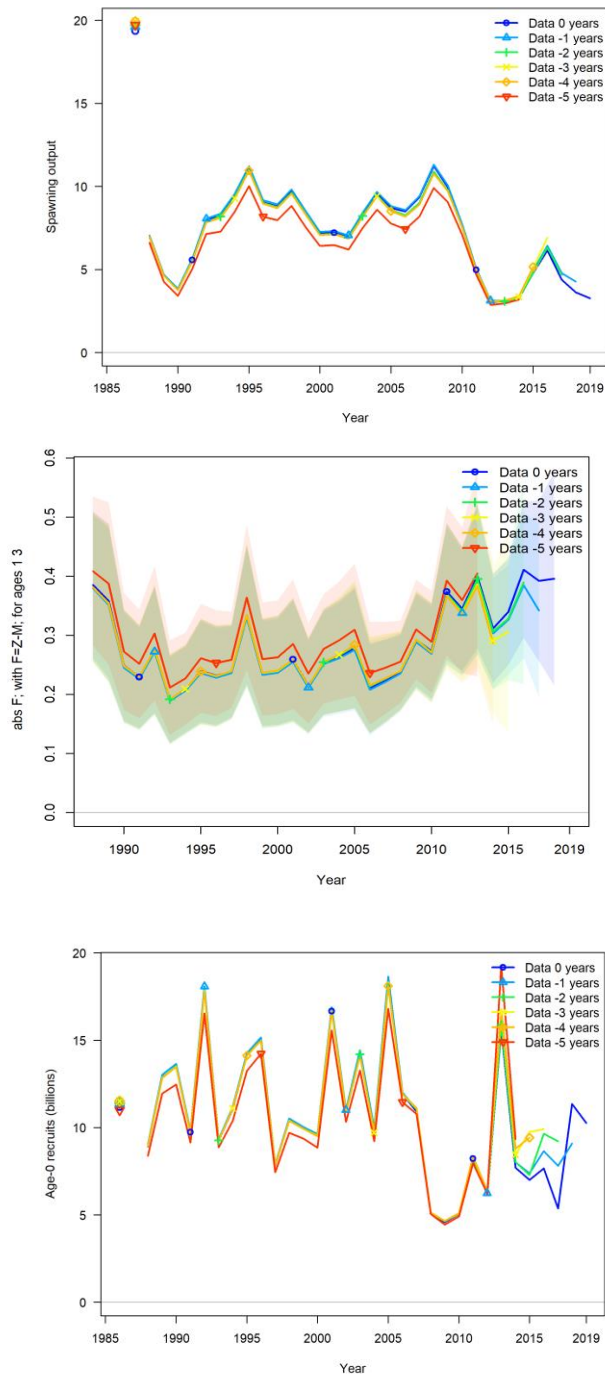 Spawning output
20
15
10
5
0
Data 0 years
Data -1 years
Data -2 years
Data -3 years
Data -4 years
Data -5 years
1985 1990 1995 2000 2005 2010 2015 2019
Year
abs F; with F=Z-M; for ages 1 3
0.6
0.5
0.4
0.3
0.2
0.1
0.0
Data 0 years
Data -1 years
Data -2 years
Data -3 years
Data -4 years
Data -5 years
1990 1995 2000 2005 2010 2015 2019
Year
Age-0 recruits (billions)
20
15
10
5
0
Data 0 years
Data -1 years
Data -2 years
Data -3 years
Data -4 years
Data -5 years
1985 1990 1995 2000 2005 2010 2015 2019
Year